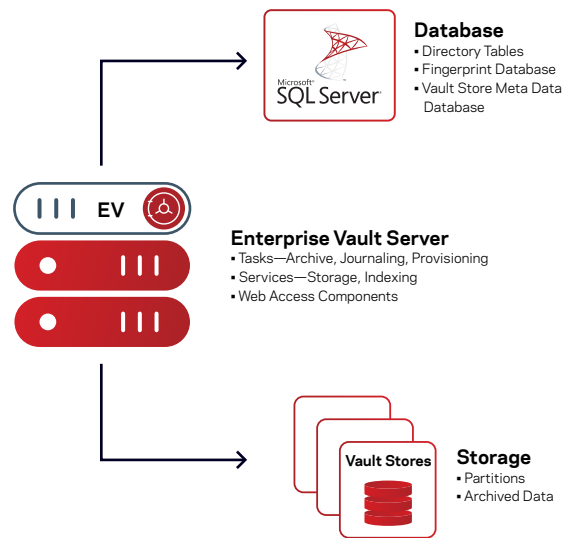 Database
▪ Directory Tables
▪ Fingerprint Database
▪ Vault Store Meta Data
Database
Microsoft®
SQL Server®
EV
Enterprise Vault Server
▪ Tasks—Archive, Journaling, Provisioning
▪ Services—Storage, Indexing
▪ Web Access Components
Vault Stores
Storage
▪ Partitions
▪ Archived Data